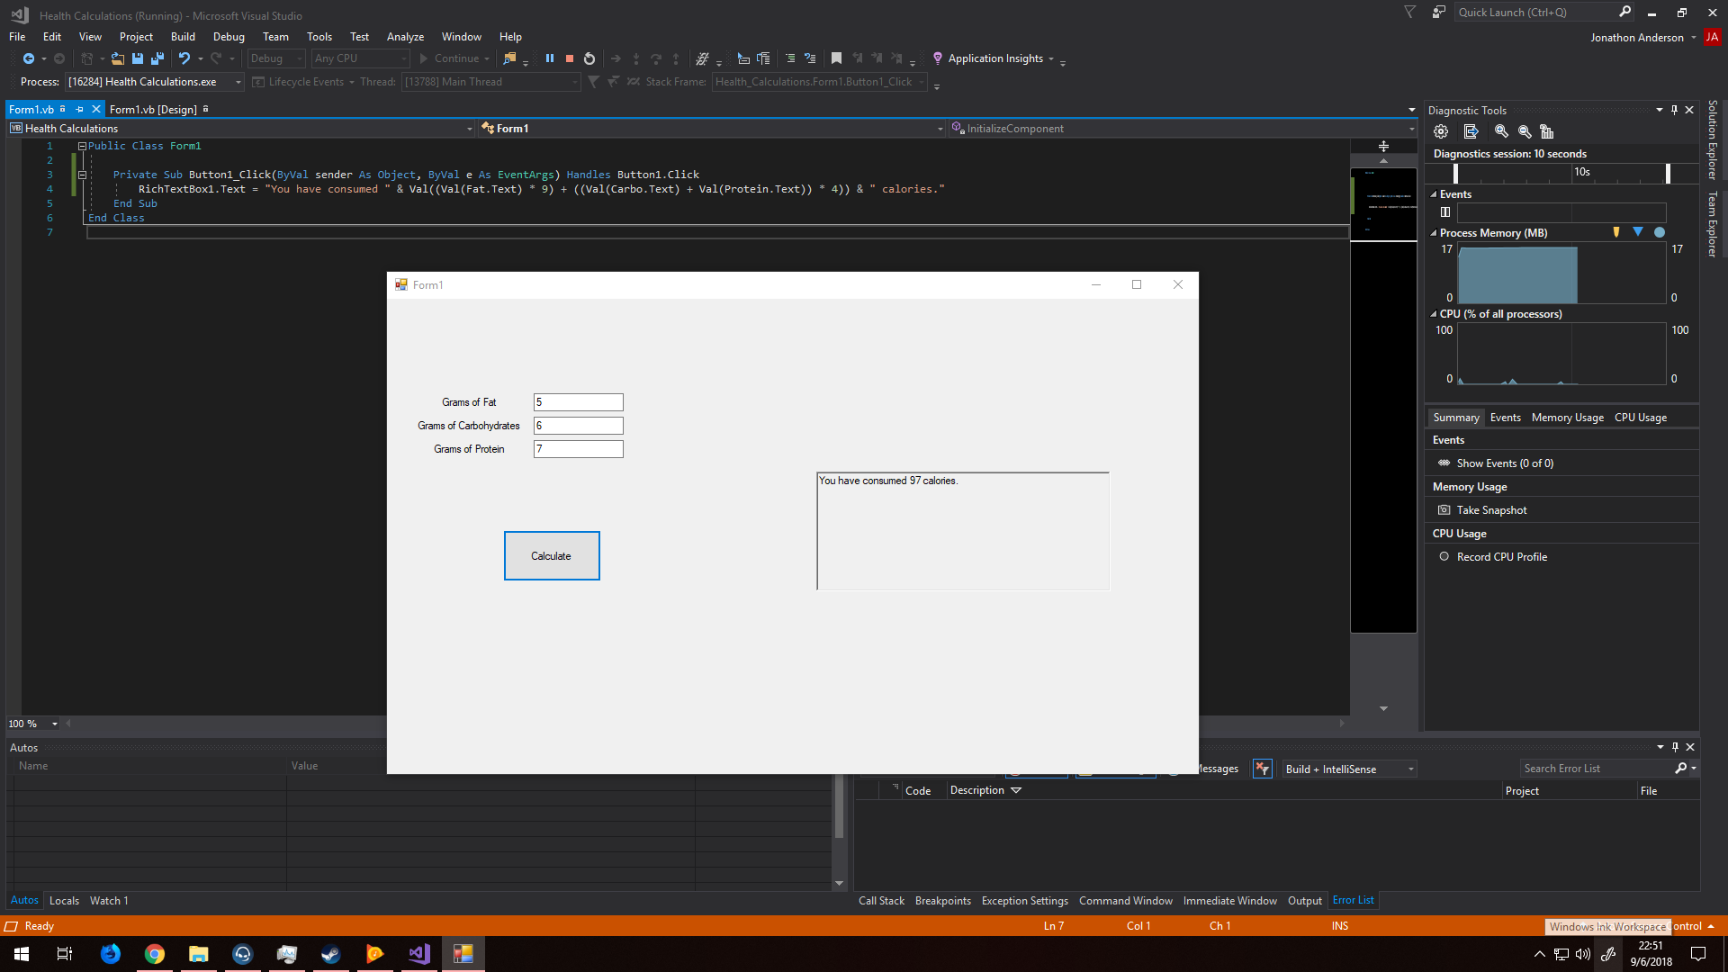 Health Calculations (Running) - Microsoft Visual Studio
Quick Launch (Ctrl+Q)
File Edit View Project Build Debug Team Tools Test Analyze Window Help
Jonathon Anderson JA
Debug Any CPU Continue Application Insights
Process: [16284] Health Calculations.exe Lifecycle Events Thread: [13788] Main Thread Stack Frame: Health_Calculations.Form1.Button1_Click
Form1.vb Form1.vb [Design]
VB Health Calculations Form1 InitializeComponent
1 Public Class Form1
2
3 Private Sub Button1_Click(ByVal sender As Object, ByVal e As EventArgs) Handles Button1.Click
4 RichTextBox1.Text = "You have consumed " & Val((Val(Fat.Text) * 9) + ((Val(Carbo.Text) + Val(Protein.Text)) * 4)) & " calories."
5 End Sub
6 End Class
7
Form1
Grams of Fat 5
Grams of Carbohydrates 6
Grams of Protein 7
You have consumed 97 calories.
Calculate
Diagnostic Tools
Diagnostics session: 10 seconds
10s
Events
Process Memory (MB)
17 17
0 0
CPU (% of all processors)
100 100
0 0
Summary Events Memory Usage CPU Usage
Events
Show Events (0 of 0)
Memory Usage
Take Snapshot
CPU Usage
Record CPU Profile
Solution Explorer
Team Explorer
100 %
Autos
Name Value
Messages Build + IntelliSense Search Error List
Code Description Project File
Autos Locals Watch 1
Call Stack Breakpoints Exception Settings Command Window Immediate Window Output Error List
Ready Ln 7 Col 1 Ch 1 INS Windows Ink Workspace ontrol
22:51
9/6/2018